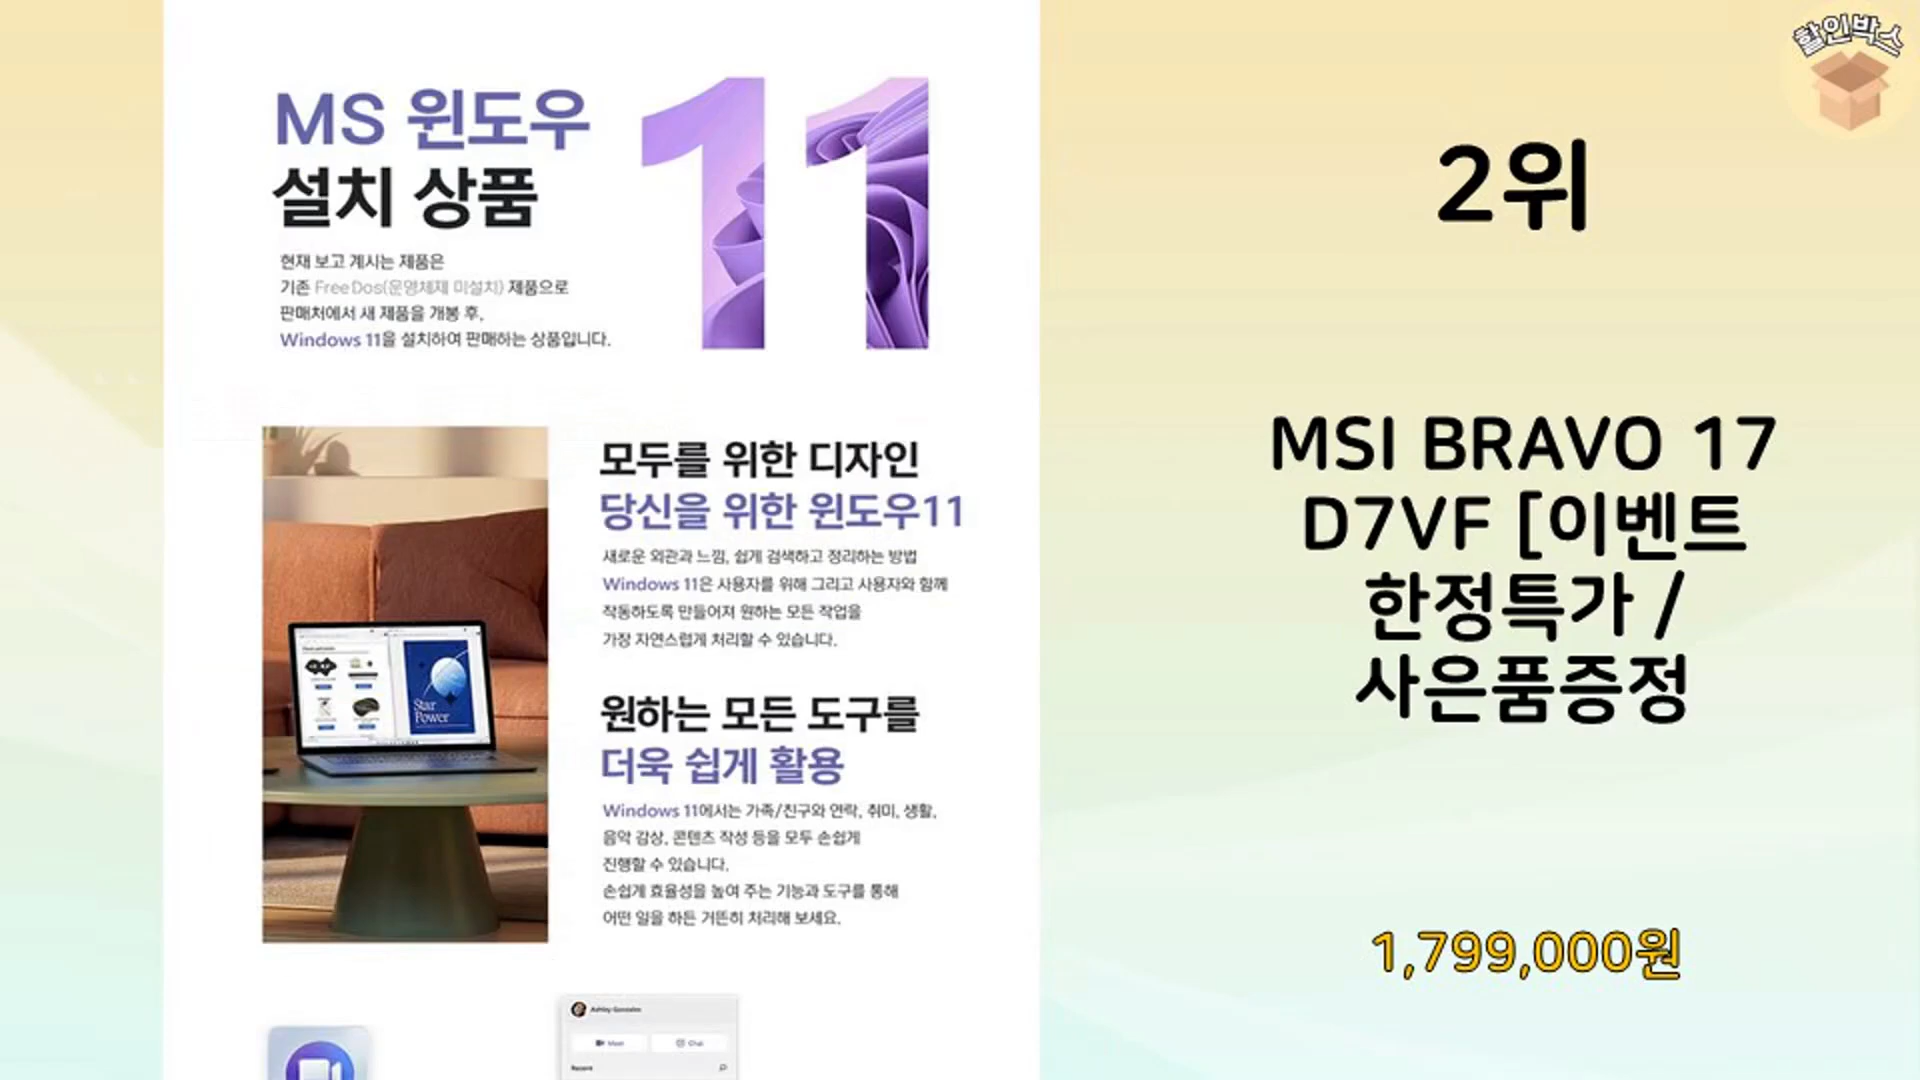 MS 윈도우
설치 상품
11
현재 보고 계시는 제품은
기존 FreeDos(운영체제 미설치) 제품으로
판매처에서 새 제품을 개봉 후,
Windows 11을 설치하여 판매하는 상품입니다.
모두를 위한 디자인
당신을 위한 윈도우11
새로운 외관과 느낌, 쉽게 검색하고 정리하는 방법
Windows 11은 사용자를 위해 그리고 사용자와 함께
작동하도록 만들어져 원하는 모든 작업을
가장 자연스럽게 처리할 수 있습니다.
Star
Power
원하는 모든 도구를
더욱 쉽게 활용
Windows 11에서는 가족/친구와 연락, 취미, 생활,
음악 감상, 콘텐츠 작성 등을 모두 손쉽게
진행할 수 있습니다.
손쉽게 효율성을 높여 주는 기능과 도구를 통해
어떤 일을 하든 거뜬히 처리해 보세요.
Ashley Gonzales
Meet
Chat
Recent
할인박스
2위
MSI BRAVO 17
D7VF [이벤트
한정특가 /
사은품증정
1,799,000원